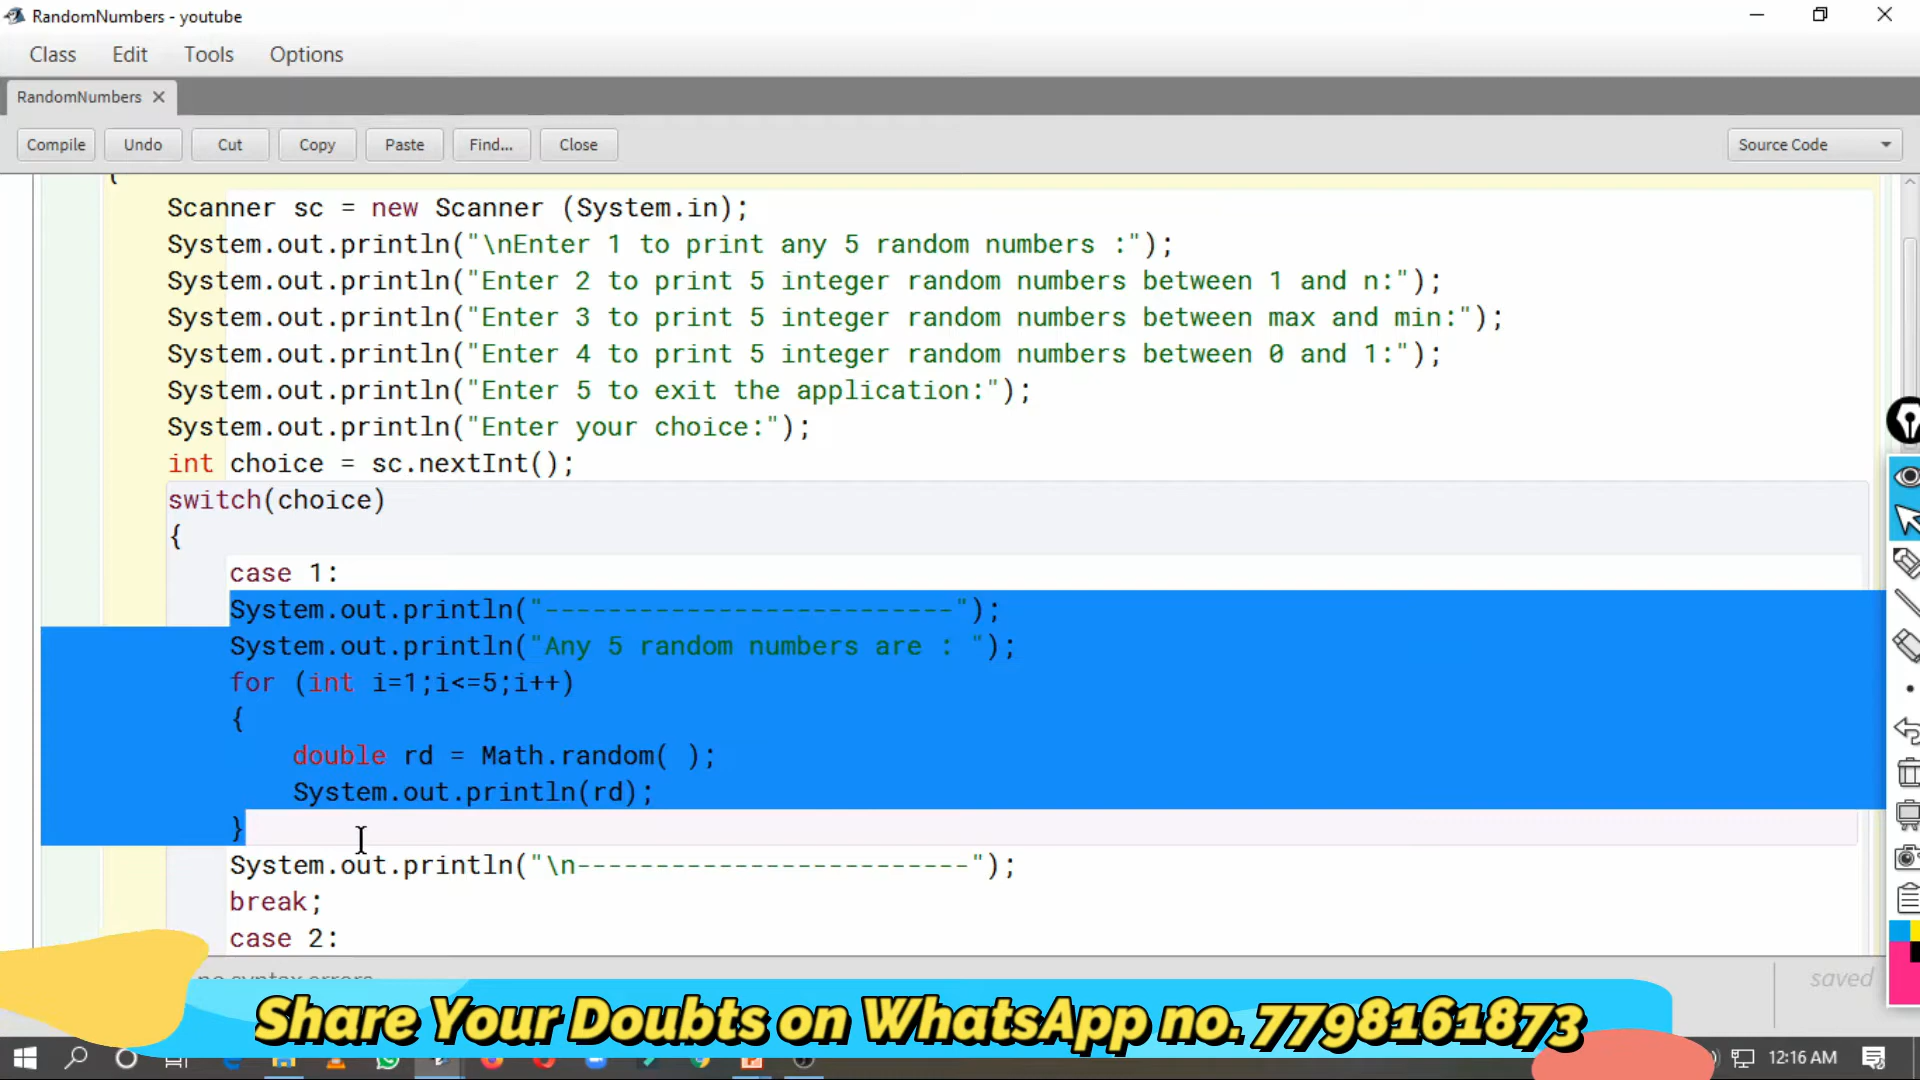 RandomNumbers - youtube
Class Edit Tools Options
RandomNumbers
Compile Undo Cut Copy Paste Find... Close Source Code
{
Scanner sc = new Scanner (System.in);
System.out.println("\nEnter 1 to print any 5 random numbers :");
System.out.println("Enter 2 to print 5 integer random numbers between 1 and n:");
System.out.println("Enter 3 to print 5 integer random numbers between max and min:");
System.out.println("Enter 4 to print 5 integer random numbers between 0 and 1:");
System.out.println("Enter 5 to exit the application:");
System.out.println("Enter your choice:");
int choice = sc.nextInt();
switch(choice)
{
case 1:
System.out.println("--------------------------");
System.out.println("Any 5 random numbers are : ");
for (int i=1;i<=5;i++)
{
double rd = Math.random( );
System.out.println(rd);
}
System.out.println("\n-------------------------");
break;
case 2:
no syntax errors
saved
Share Your Doubts on WhatsApp no. 7798161873
12:16 AM